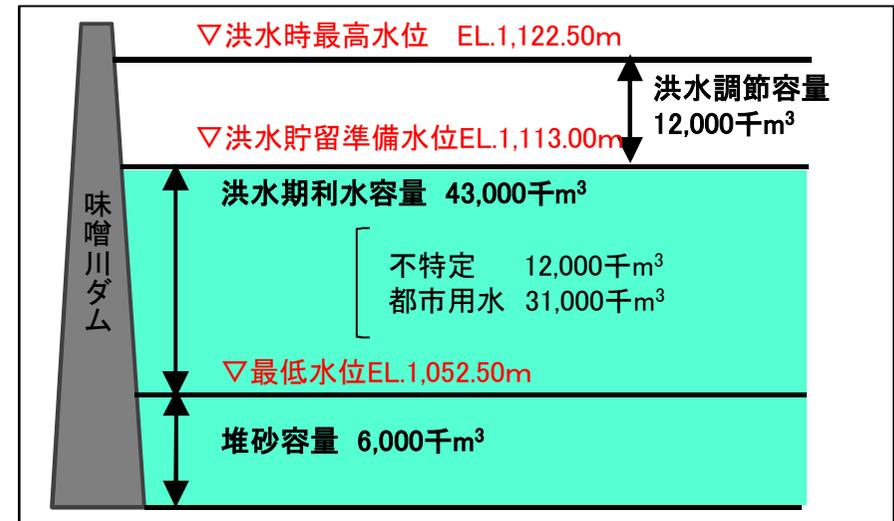 ▽洪水時最高水位　EL.1,122.50m
洪水調節容量
12,000千m³
▽洪水貯留準備水位EL.1,113.00m
洪水期利水容量 43,000千m³
味噌川ダム
不特定　12,000千m³
都市用水 31,000千m³
▽最低水位EL.1,052.50m
堆砂容量 6,000千m³